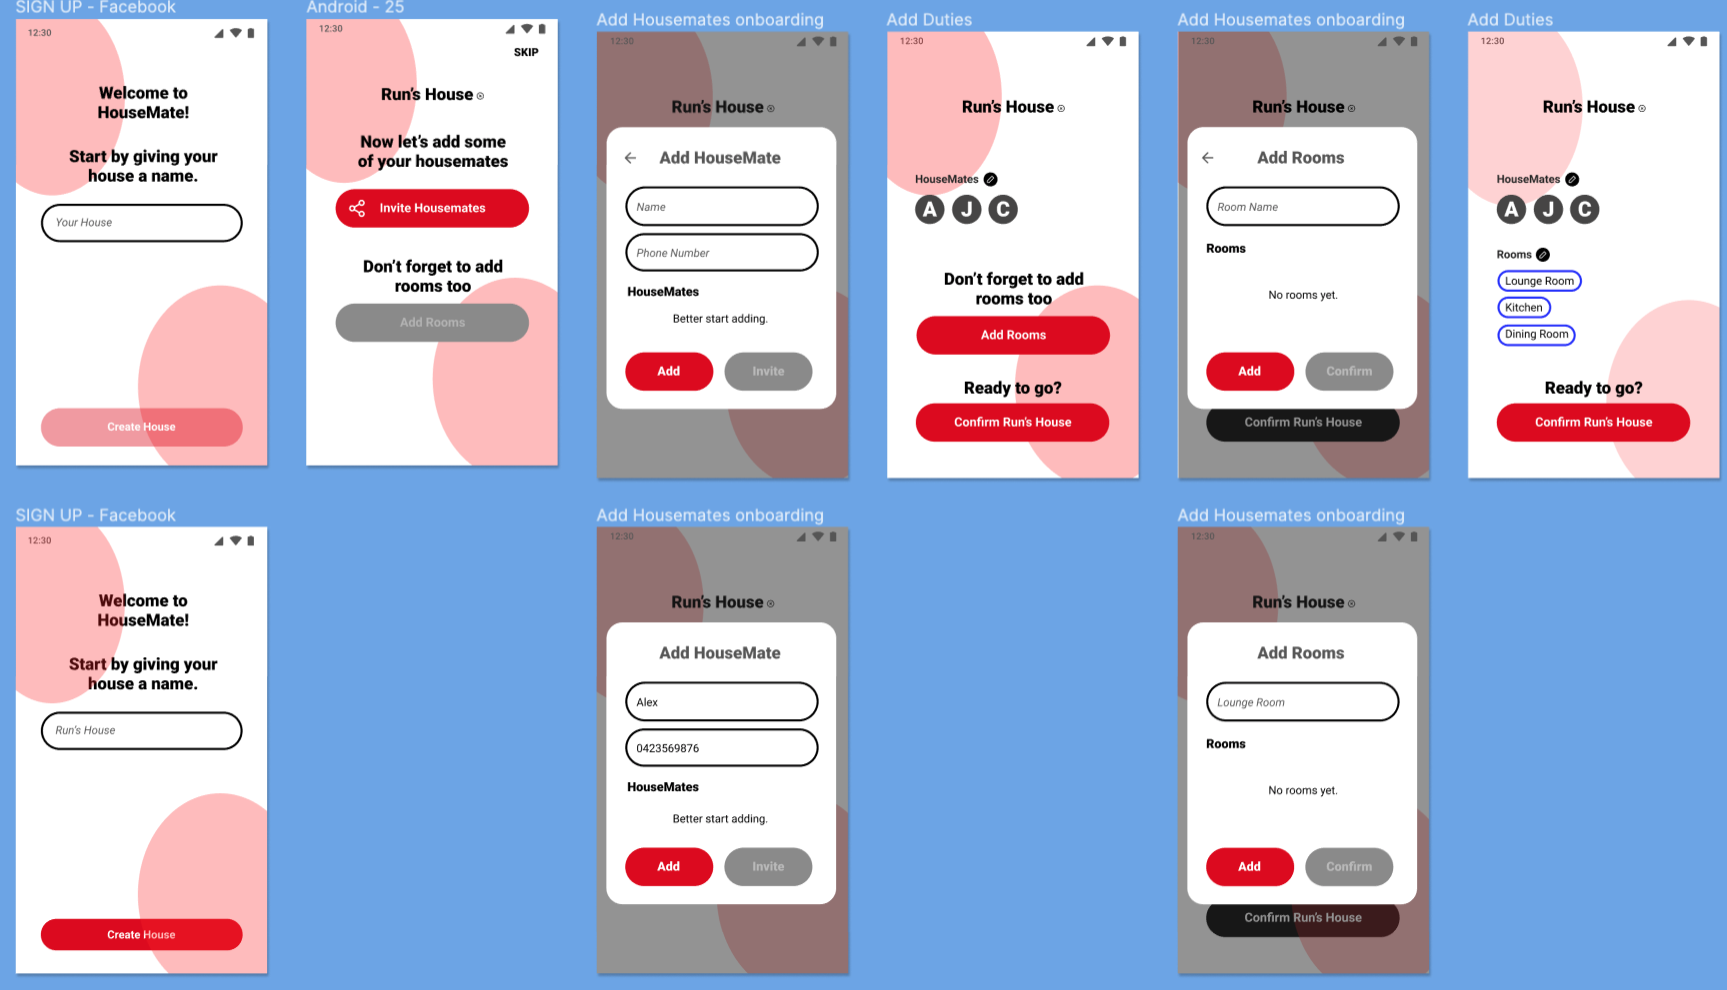 SIGN UP - Facebook
12:30
Welcome to
HouseMate!
Start by giving your
house a name.
Your House
Create House
Android - 25
12:30
SKIP
Run's House
Now let's add some
of your housemates
Invite Housemates
Don't forget to add
rooms too
Add Rooms
Add Housemates onboarding
12:30
Run's House
Add HouseMate
Name
Phone Number
HouseMates
Better start adding.
Add
Invite
Add Duties
12:30
Run's House
HouseMates
A J C
Don't forget to add
rooms too
Add Rooms
Ready to go?
Confirm Run's House
Add Housemates onboarding
12:30
Run's House
Add Rooms
Room Name
Rooms
No rooms yet.
Add
Confirm
Confirm Run's House
Add Duties
12:30
Run's House
HouseMates
A J C
Rooms
Lounge Room
Kitchen
Dining Room
Ready to go?
Confirm Run's House
SIGN UP - Facebook
12:30
Welcome to
HouseMate!
Start by giving your
house a name.
Run's House
Create House
Add Housemates onboarding
12:30
Run's House
Add HouseMate
Alex
0423569876
HouseMates
Better start adding.
Add
Invite
Add Housemates onboarding
12:30
Run's House
Add Rooms
Lounge Room
Rooms
No rooms yet.
Add
Confirm
Confirm Run's House